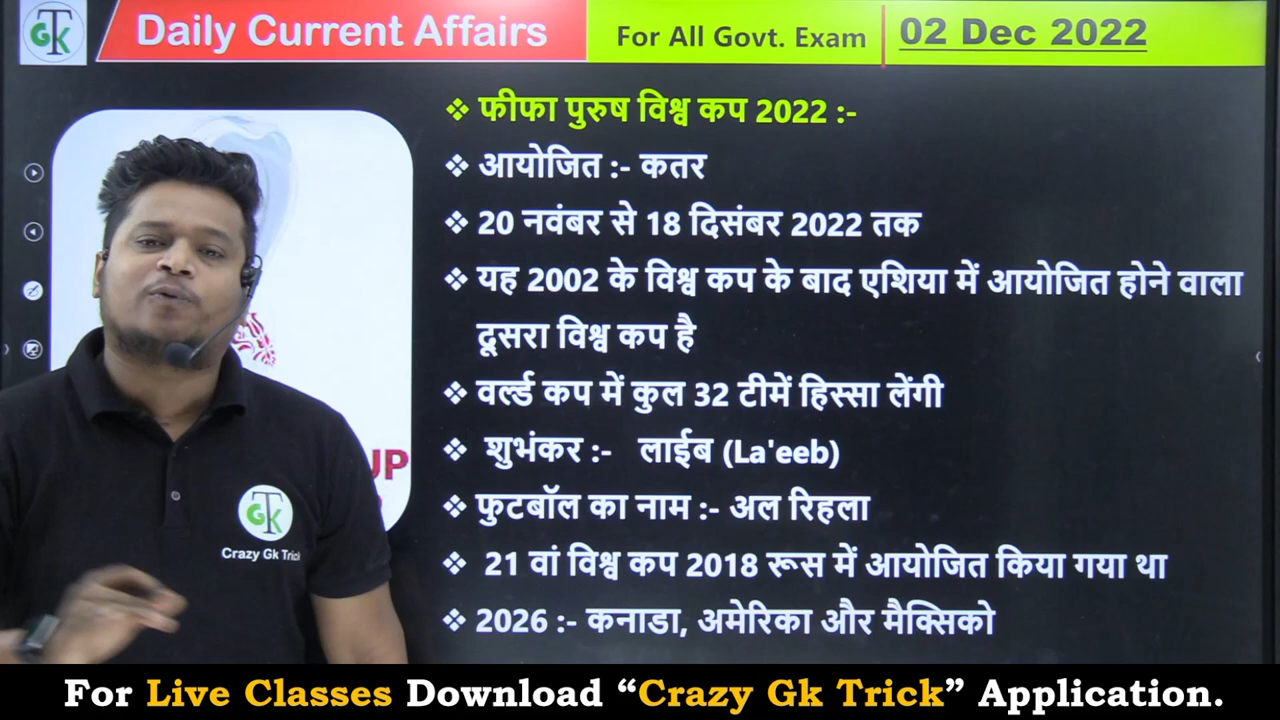 TGK
Daily Current Affairs
For All Govt. Exam
02 Dec 2022
❖ फीफा पुरुष विश्व कप 2022 :-
❖ आयोजित :- कतर
❖ 20 नवंबर से 18 दिसंबर 2022 तक
❖ यह 2002 के विश्व कप के बाद एशिया में आयोजित होने वाला
दूसरा विश्व कप है
❖ वर्ल्ड कप में कुल 32 टीमें हिस्सा लेंगी
❖ शुभंकर :- लाईब (La'eeb)
❖ फुटबॉल का नाम :- अल रिहला
❖ 21 वां विश्व कप 2018 रूस में आयोजित किया गया था
❖ 2026 :- कनाडा, अमेरिका और मैक्सिको
UP
TGK
Crazy Gk Trick
For Live Classes Download “Crazy Gk Trick” Application.